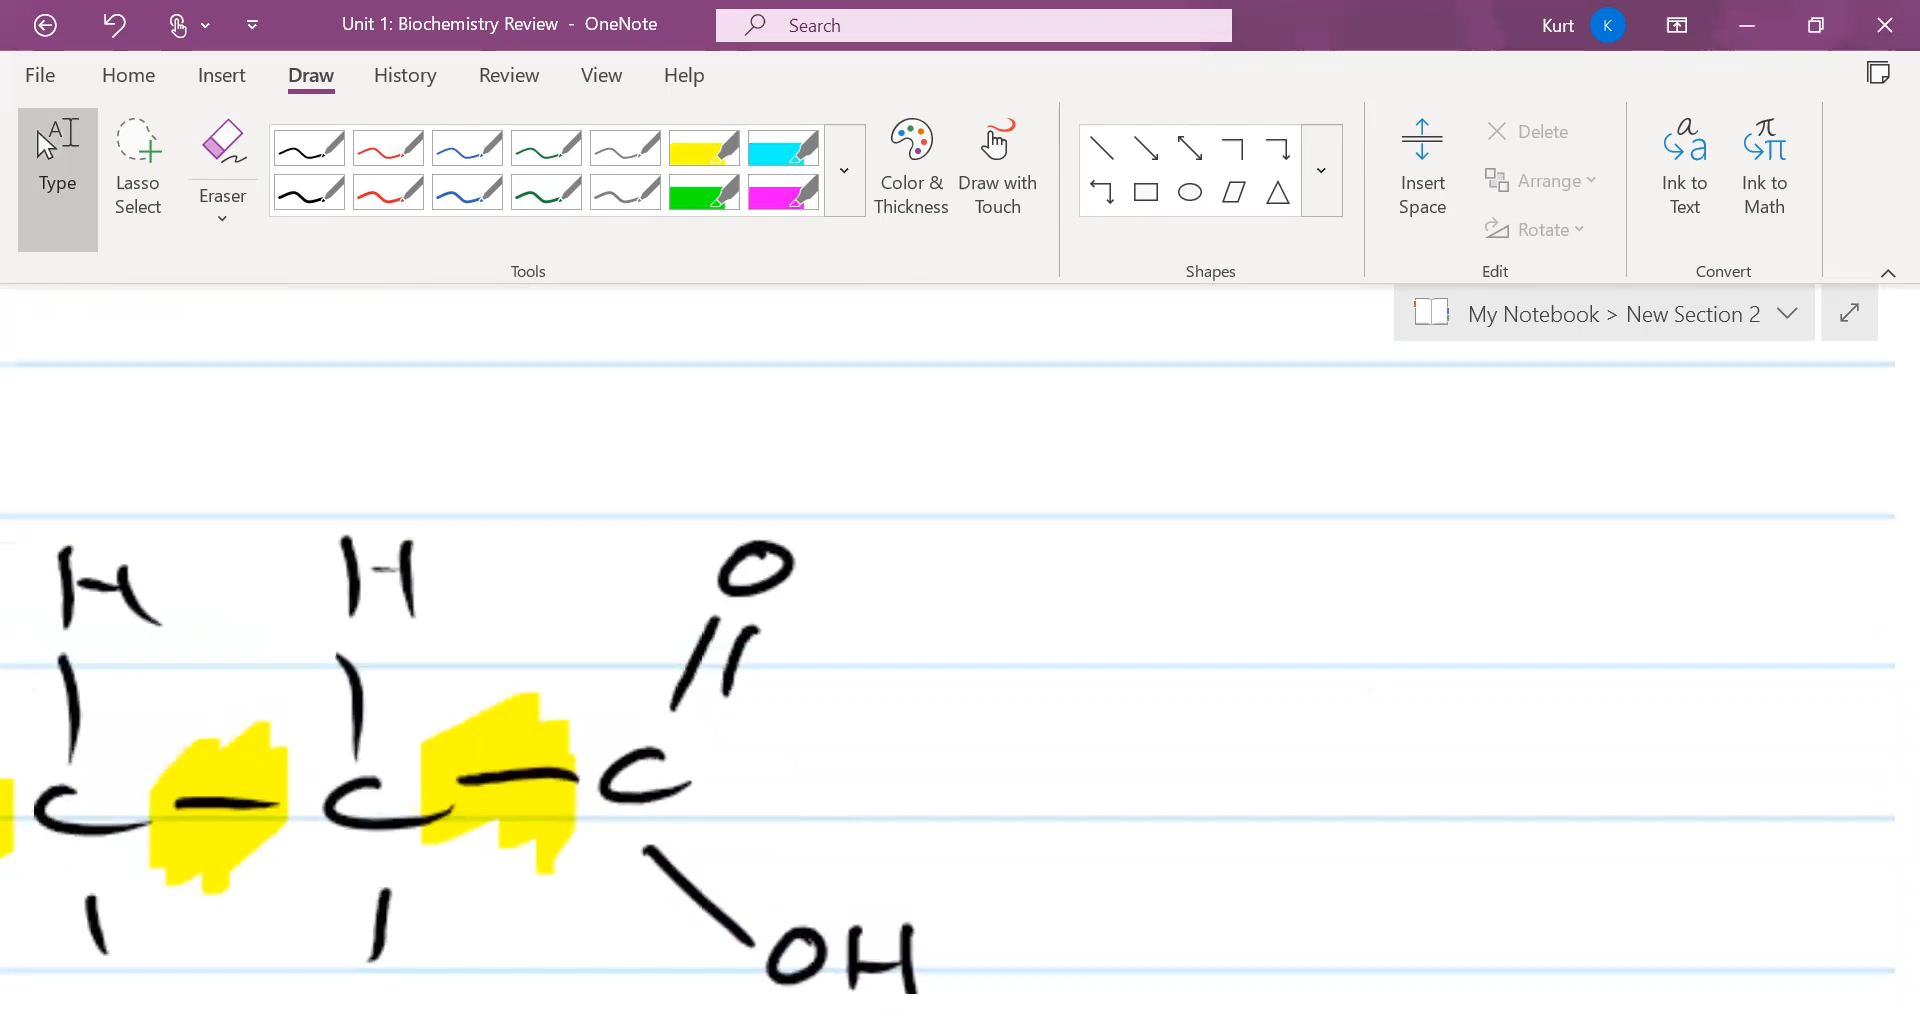 Unit 1: Biochemistry Review - OneNote
Search
Kurt
K
File Home Insert Draw History Review View Help
Type
Lasso Select
Eraser
Color & Thickness
Draw with Touch
Insert Space
Delete
Arrange
Rotate
Ink to Text
Ink to Math
Tools
Shapes
Edit
Convert
My Notebook > New Section 2
H H O
C - C - C
OH